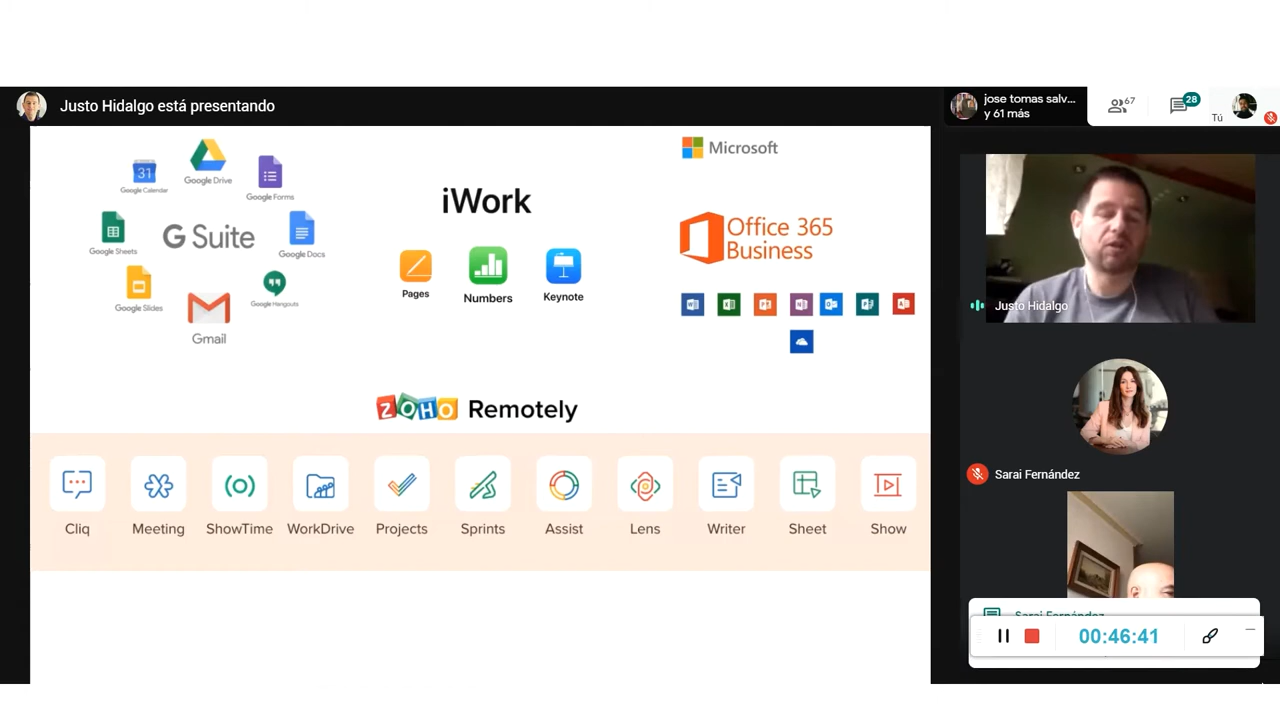 Justo Hidalgo está presentando
jose tomas salv...
y 61 más
67
28
Tú
31
Google Calendar
Google Drive
Google Forms
Google Sheets
G Suite
Google Docs
Google Slides
Gmail
Google Hangouts
iWork
Pages
Numbers
Keynote
Microsoft
Office 365
Business
ZOHO Remotely
Cliq
Meeting
ShowTime
WorkDrive
Projects
Sprints
Assist
Lens
Writer
Sheet
Show
Justo Hidalgo
Sarai Fernández
Sarai Fernández
00:46:41